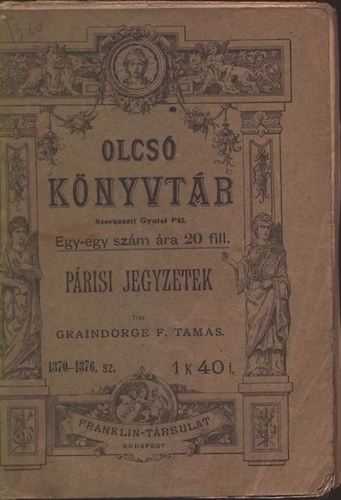 OLCSÓ
KÖNYVTÁR
Szerkeszti Gyulai Pál.
Egy-egy szám ára 20 fill.
PÁRISI JEGYZETEK
Irta
GRAINDORGE F. TAMÁS.
1370–1376. sz.
1 K 40 f.
FRANKLIN-TÁRSULAT
BUDAPEST